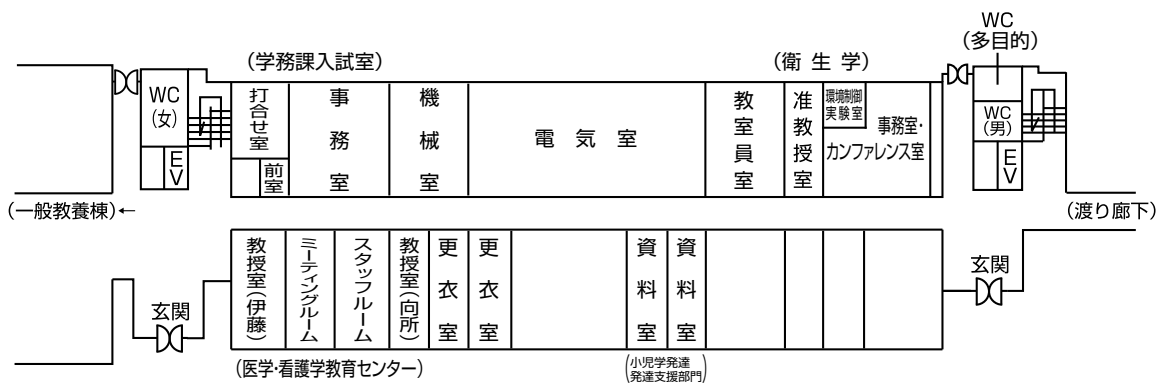 WC
(多目的)
(学務課入試室)
(衛生学)
WC
(女)
EV
打合せ室
前室
事務室
機械室
電気室
教室員室
准教授室
環境制御
実験室
事務室・
カンファレンス室
WC
(男)
EV
(一般教養棟)←
(渡り廊下)
玄関
教授室(伊藤)
ミーティングルーム
スタッフルーム
教授室(向所)
更衣室
更衣室
資料室
資料室
玄関
(医学・看護学教育センター)
(小児学発達
発達支援部門)